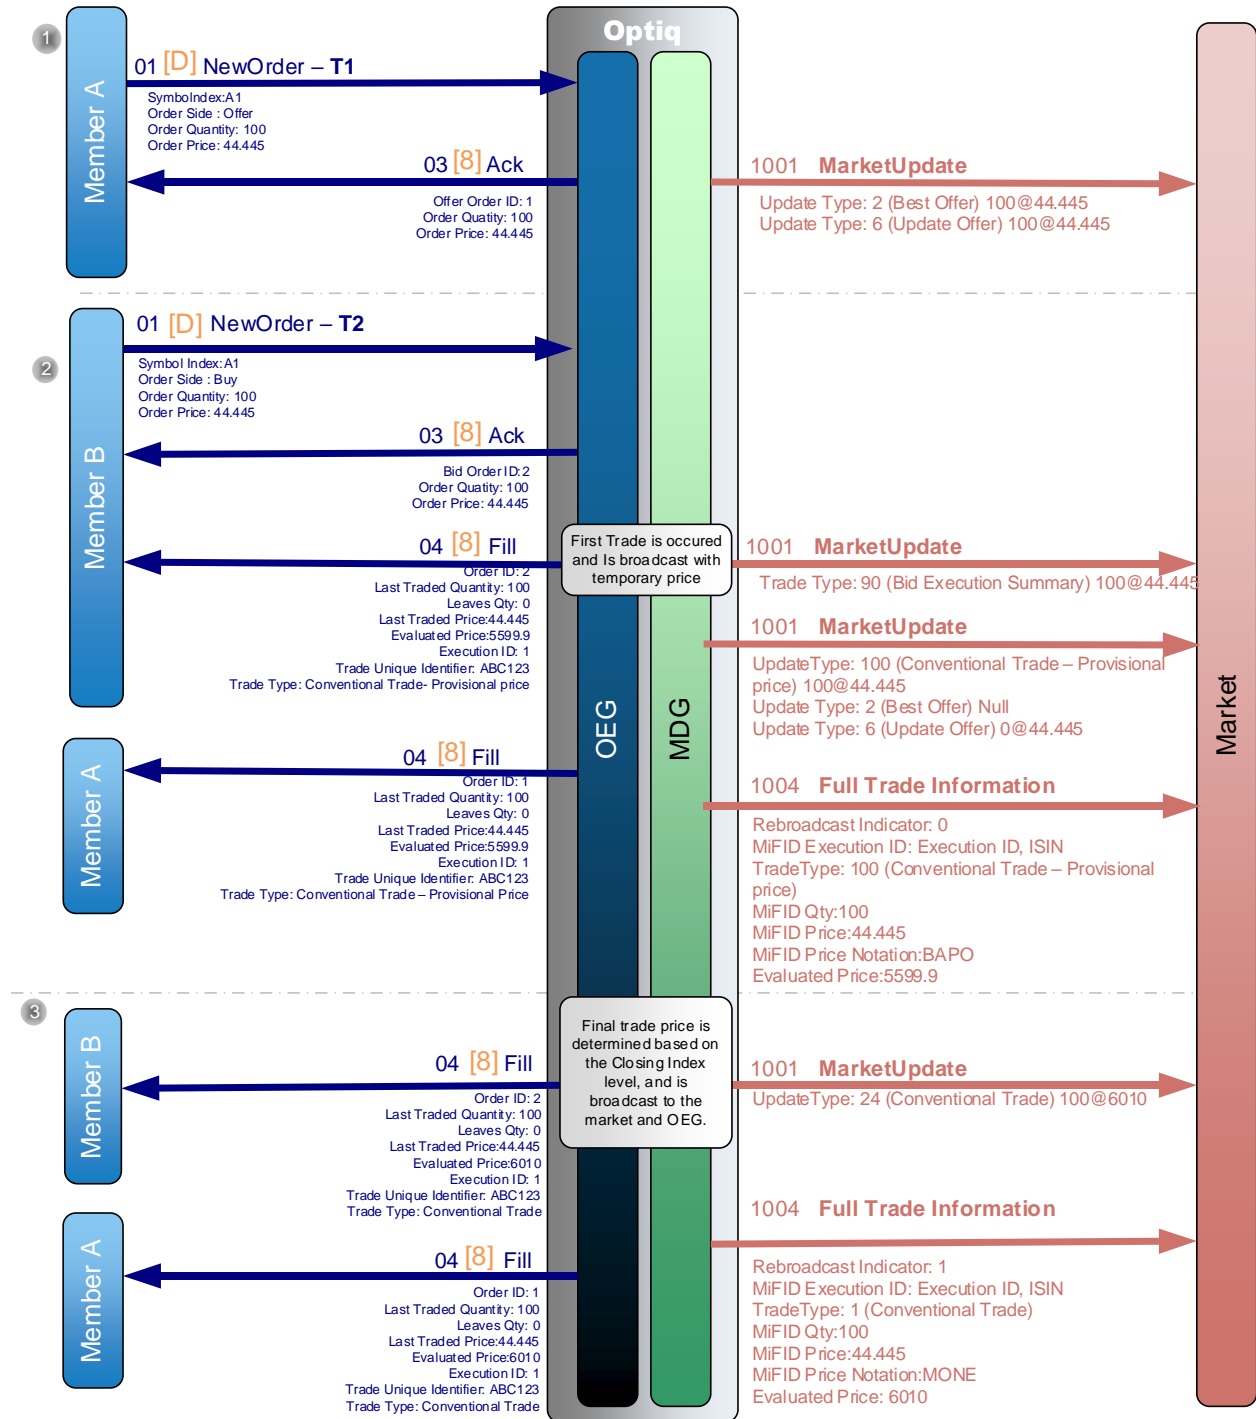 Optiq
1
Member A
01 [D] NewOrder – T1
SymbolIndex:A1
Order Side : Offer
Order Quantity: 100
Order Price: 44.445
03 [8] Ack
Offer Order ID: 1
Order Quatity: 100
Order Price: 44.445
1001 MarketUpdate
Update Type: 2 (Best Offer) 100@44.445
Update Type: 6 (Update Offer) 100@44.445
2
Member B
01 [D] NewOrder – T2
Symbol Index:A1
Order Side : Buy
Order Quantity: 100
Order Price: 44.445
03 [8] Ack
Bid Order ID:2
Order Quatity: 100
Order Price: 44.445
04 [8] Fill
Order ID: 2
Last Traded Quantity: 100
Leaves Qty: 0
Last Traded Price:44.445
Evaluated Price:5599.9
Execution ID: 1
Trade Unique Identifier: ABC123
Trade Type: Conventional Trade- Provisional price
First Trade is occured
and Is broadcast with
temporary price
1001 MarketUpdate
Trade Type: 90 (Bid Execution Summary) 100@44.445
1001 MarketUpdate
UpdateType: 100 (Conventional Trade – Provisional
price) 100@44.445
Update Type: 2 (Best Offer) Null
Update Type: 6 (Update Offer) 0@44.445
OEG
MDG
Market
Member A
04 [8] Fill
Order ID: 1
Last Traded Quantity: 100
Leaves Qty: 0
Last Traded Price:44.445
Evaluated Price:5599.9
Execution ID: 1
Trade Unique Identifier: ABC123
Trade Type: Conventional Trade – Provisional Price
1004 Full Trade Information
Rebroadcast Indicator: 0
MiFID Execution ID: Execution ID, ISIN
TradeType: 100 (Conventional Trade – Provisional
price)
MiFID Qty:100
MiFID Price:44.445
MiFID Price Notation:BAPO
Evaluated Price:5599.9
3
Member B
04 [8] Fill
Order ID: 2
Last Traded Quantity: 100
Leaves Qty: 0
Last Traded Price:44.445
Evaluated Price:6010
Execution ID: 1
Trade Unique Identifier: ABC123
Trade Type: Conventional Trade
Final trade price is
determined based on
the Closing Index
level, and is
broadcast to the
market and OEG.
1001 MarketUpdate
UpdateType: 24 (Conventional Trade) 100@6010
Member A
04 [8] Fill
Order ID: 1
Last Traded Quantity: 100
Leaves Qty: 0
Last Traded Price:44.445
Evaluated Price:6010
Execution ID: 1
Trade Unique Identifier: ABC123
Trade Type: Conventional Trade
1004 Full Trade Information
Rebroadcast Indicator: 1
MiFID Execution ID: Execution ID, ISIN
TradeType: 1 (Conventional Trade)
MiFID Qty:100
MiFID Price:44.445
MiFID Price Notation:MONE
Evaluated Price: 6010